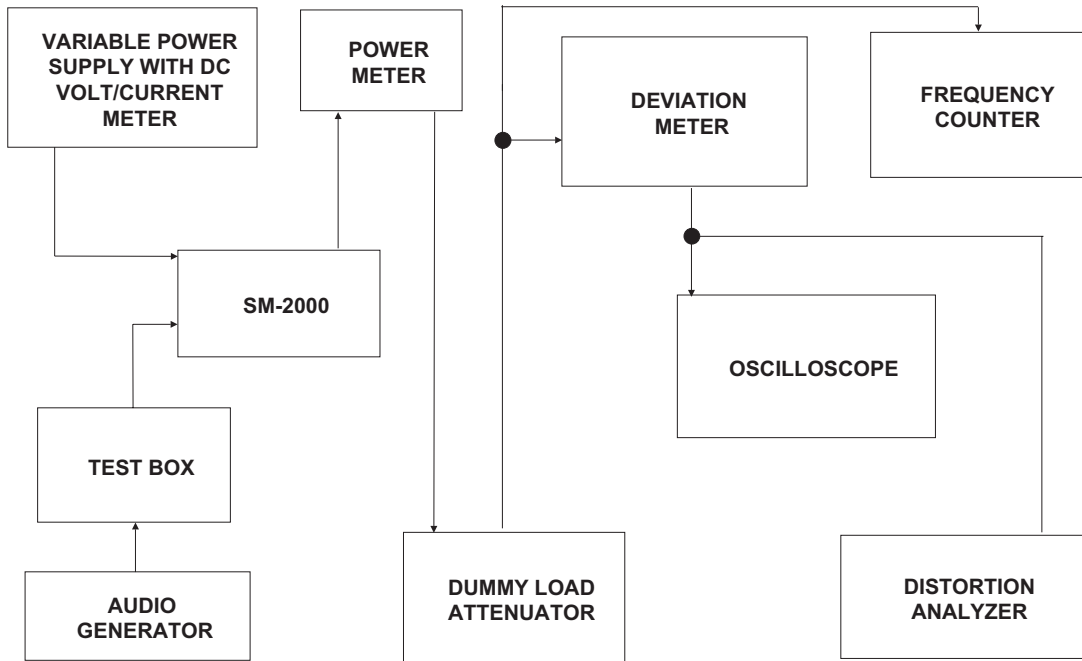 VARIABLE POWER
SUPPLY WITH DC
VOLT/CURRENT
METER
POWER
METER
DEVIATION
METER
FREQUENCY
COUNTER
SM-2000
OSCILLOSCOPE
TEST BOX
AUDIO
GENERATOR
DUMMY LOAD
ATTENUATOR
DISTORTION
ANALYZER